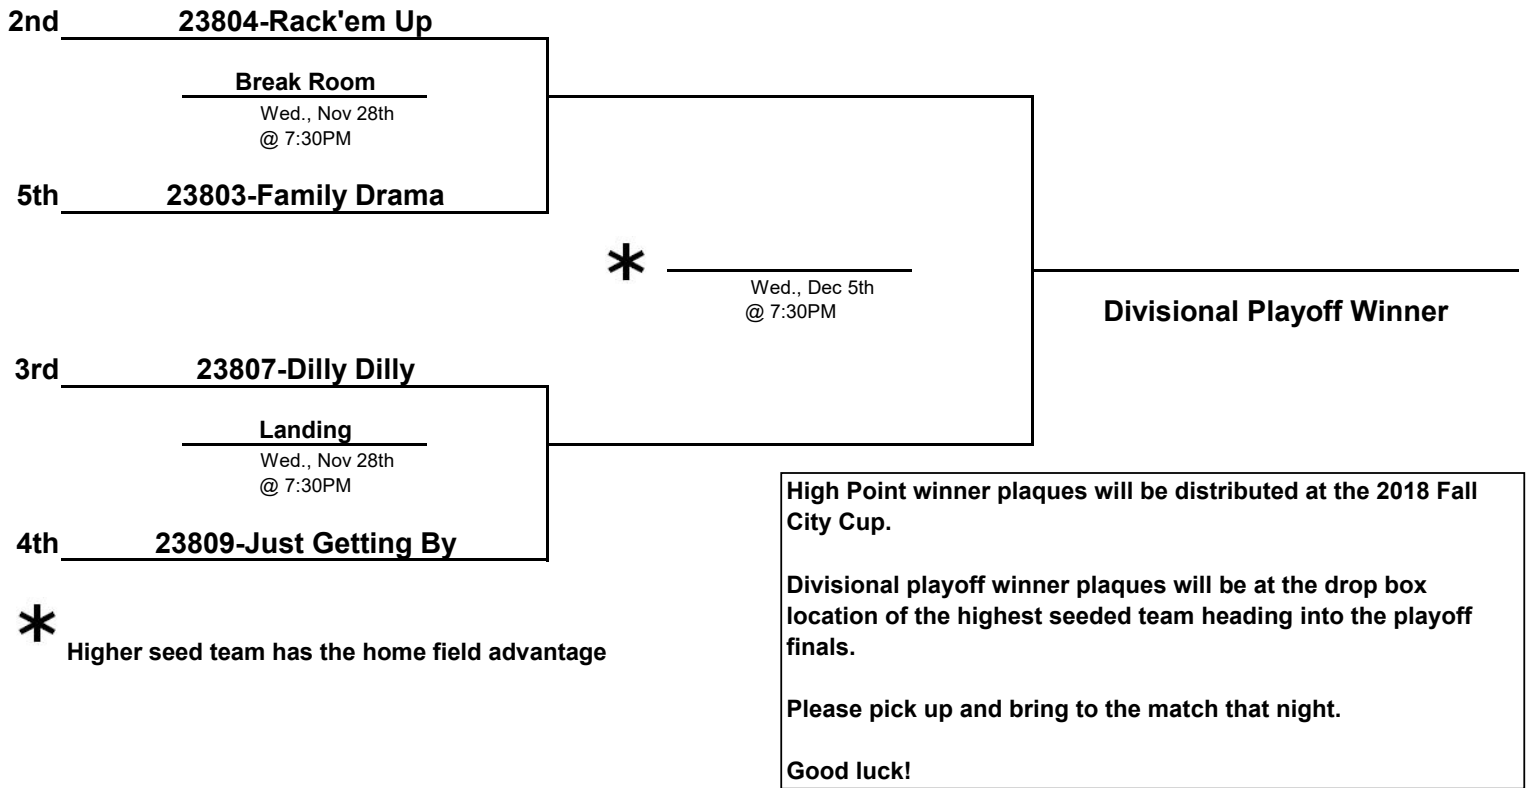 2nd 23804-Rack'em Up
Break Room
Wed., Nov 28th
@ 7:30PM
5th 23803-Family Drama
*
Wed., Dec 5th
@ 7:30PM
Divisional Playoff Winner
3rd 23807-Dilly Dilly
Landing
Wed., Nov 28th
@ 7:30PM
4th 23809-Just Getting By
*
Higher seed team has the home field advantage
High Point winner plaques will be distributed at the 2018 Fall
City Cup.
Divisional playoff winner plaques will be at the drop box
location of the highest seeded team heading into the playoff
finals.
Please pick up and bring to the match that night.
Good luck!